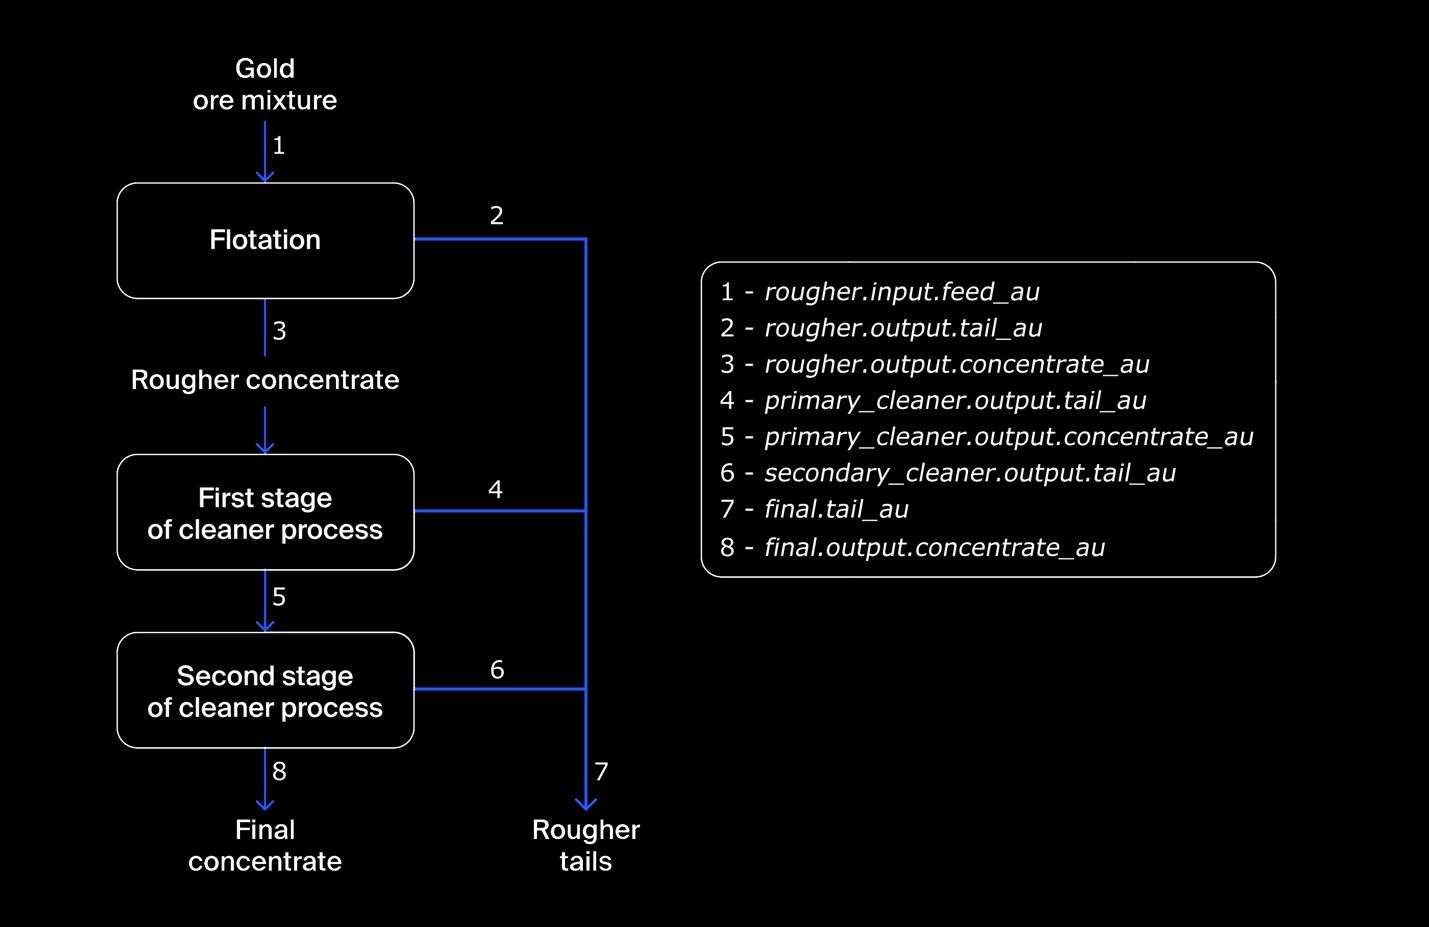 Gold
ore mixture
1
Flotation
2
3
Rougher concentrate
First stage
of cleaner process
4
5
Second stage
of cleaner process
6
8
7
Final
concentrate
Rougher
tails
1 - rougher.input.feed_au
2 - rougher.output.tail_au
3 - rougher.output.concentrate_au
4 - primary_cleaner.output.tail_au
5 - primary_cleaner.output.concentrate_au
6 - secondary_cleaner.output.tail_au
7 - final.tail_au
8 - final.output.concentrate_au